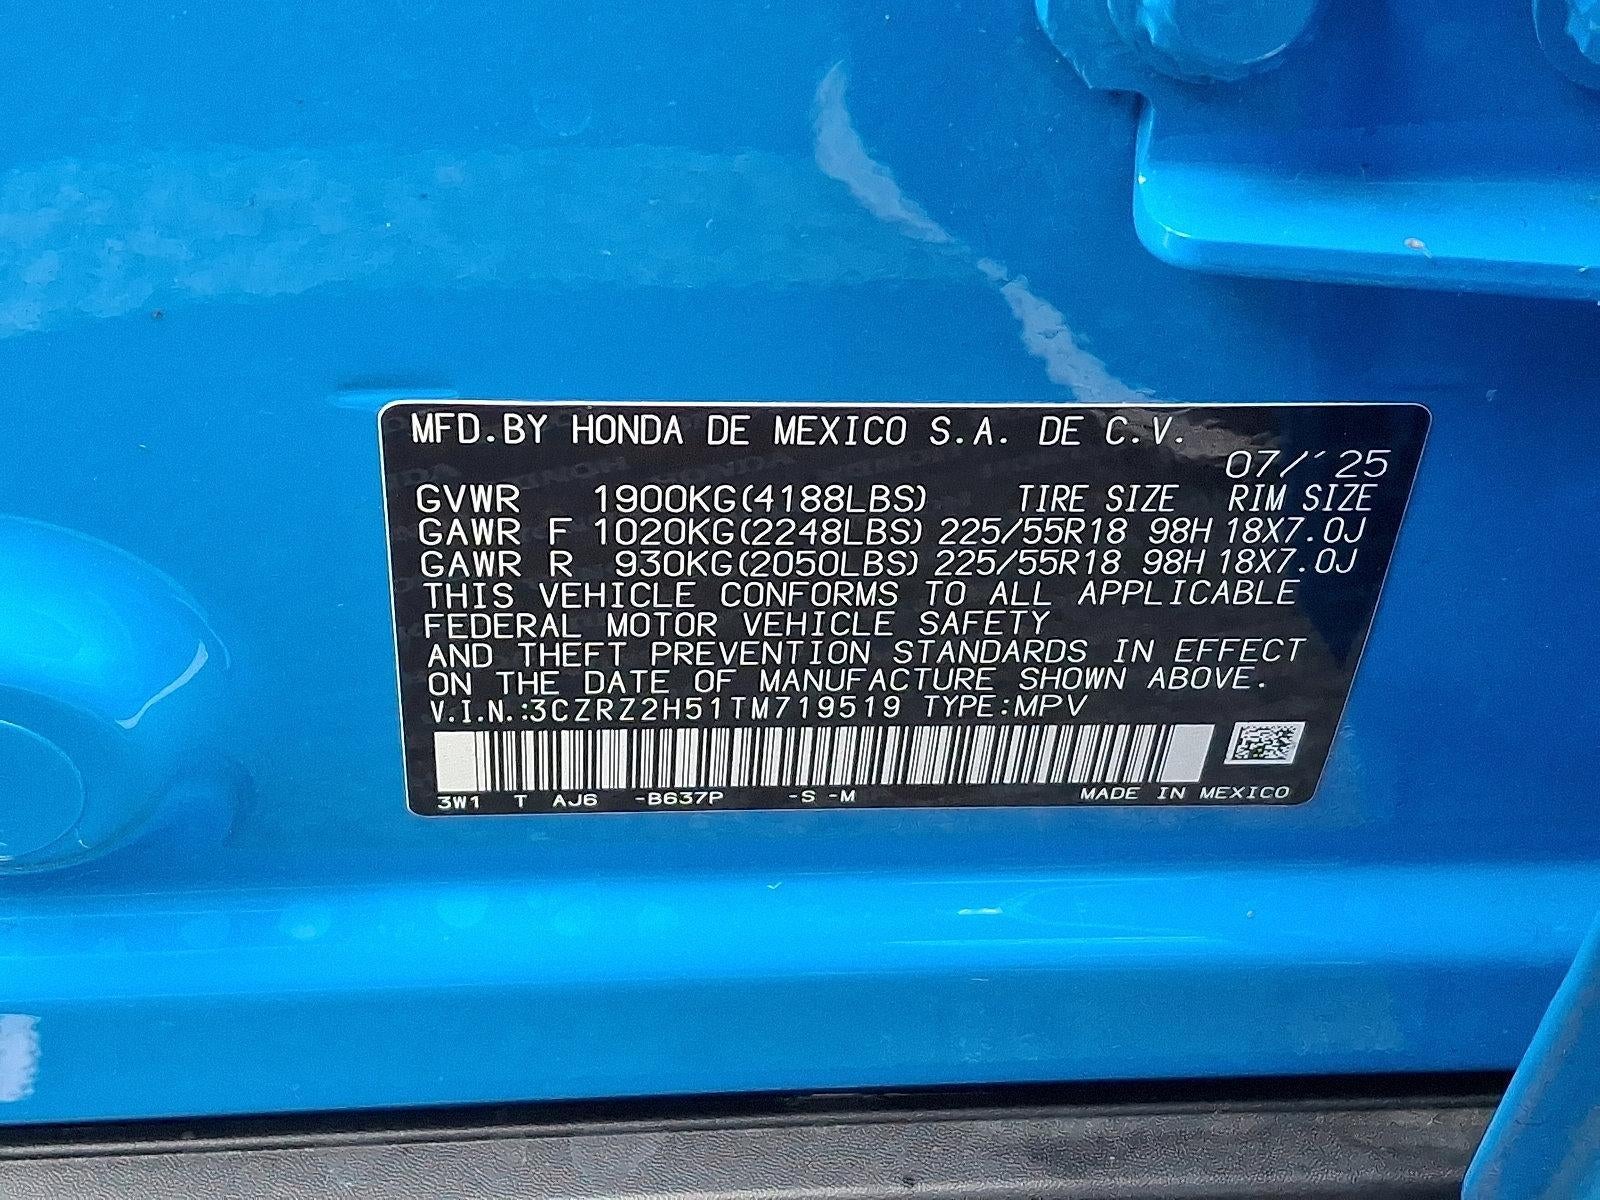 MFD.BY HONDA DE MEXICO S.A. DE C.V.
07/´25
GVWR 1900KG(4188LBS) TIRE SIZE RIM SIZE
GAWR F 1020KG(2248LBS) 225/55R18 98H 18X7.0J
GAWR R 930KG(2050LBS) 225/55R18 98H 18X7.0J
THIS VEHICLE CONFORMS TO ALL APPLICABLE
FEDERAL MOTOR VEHICLE SAFETY
AND THEFT PREVENTION STANDARDS IN EFFECT
ON THE DATE OF MANUFACTURE SHOWN ABOVE.
V.I.N.:3CZRZ2H51TM719519 TYPE:MPV
3W1 T AJ6 -B637P -S -M MADE IN MEXICO